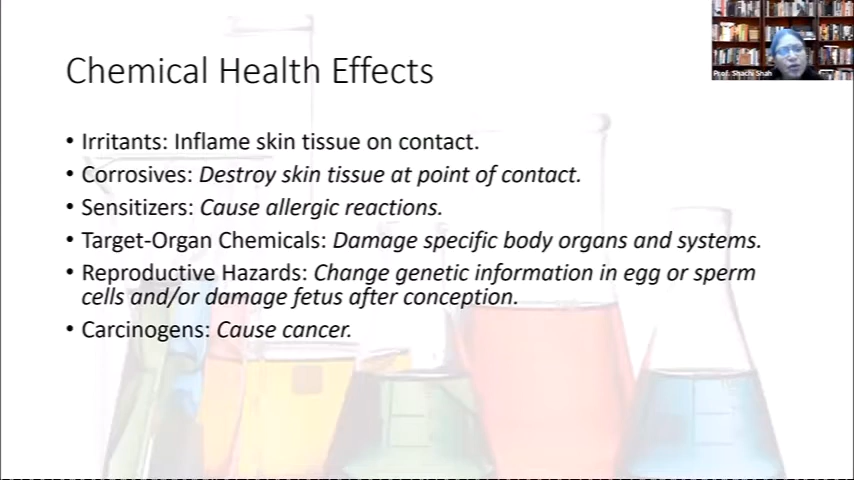 Chemical Health Effects
Prof. Shachi Shah
• Irritants: Inflame skin tissue on contact.
• Corrosives: Destroy skin tissue at point of contact.
• Sensitizers: Cause allergic reactions.
• Target-Organ Chemicals: Damage specific body organs and systems.
• Reproductive Hazards: Change genetic information in egg or sperm
cells and/or damage fetus after conception.
• Carcinogens: Cause cancer.